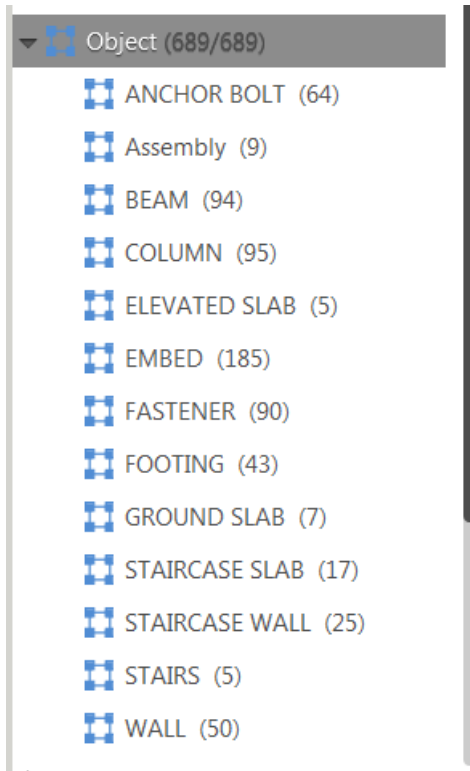 Object (689/689)
ANCHOR BOLT (64)
Assembly (9)
BEAM (94)
COLUMN (95)
ELEVATED SLAB (5)
EMBED (185)
FASTENER (90)
FOOTING (43)
GROUND SLAB (7)
STAIRCASE SLAB (17)
STAIRCASE WALL (25)
STAIRS (5)
WALL (50)